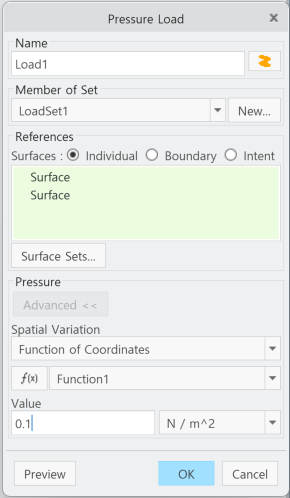 Pressure Load x
Name
Load1
Member of Set
LoadSet1 New...
References
Surfaces : Individual Boundary Intent
Surface
Surface
Surface Sets...
Pressure
Advanced <<
Spatial Variation
Function of Coordinates
f(x) Function1
Value
0.1 N / m^2
Preview OK Cancel